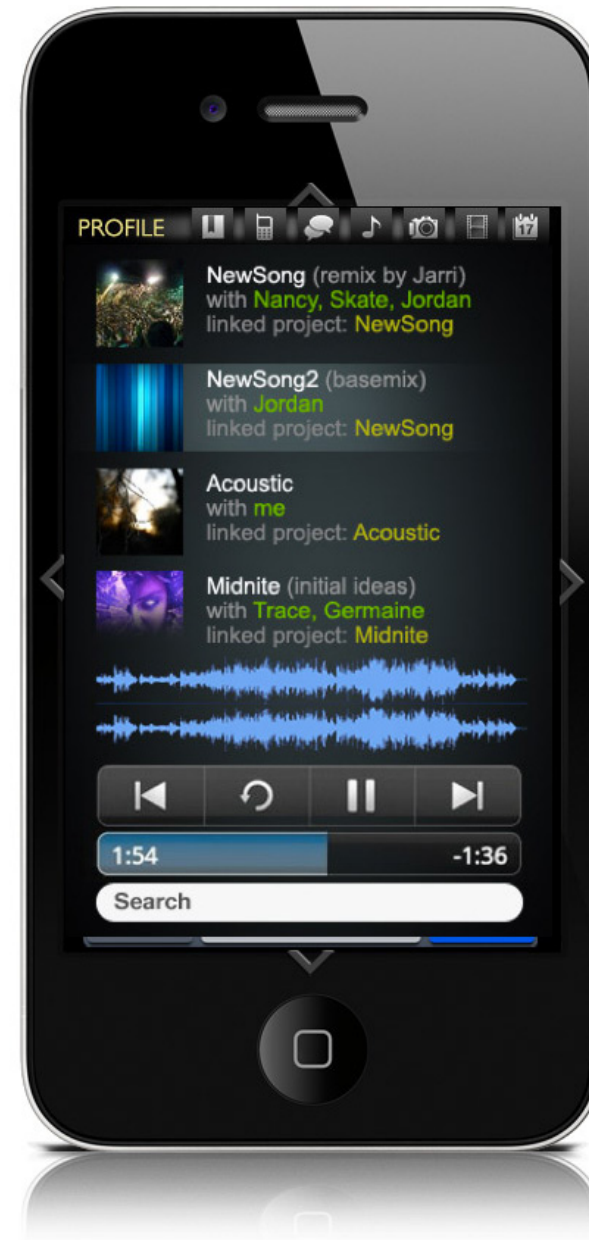 PROFILE
17
NewSong (remix by Jarri)
with Nancy, Skate, Jordan
linked project: NewSong
NewSong2 (basemix)
with Jordan
linked project: NewSong
Acoustic
with me
linked project: Acoustic
Midnite (initial ideas)
with Trace, Germaine
linked project: Midnite
1:54 -1:36
Search